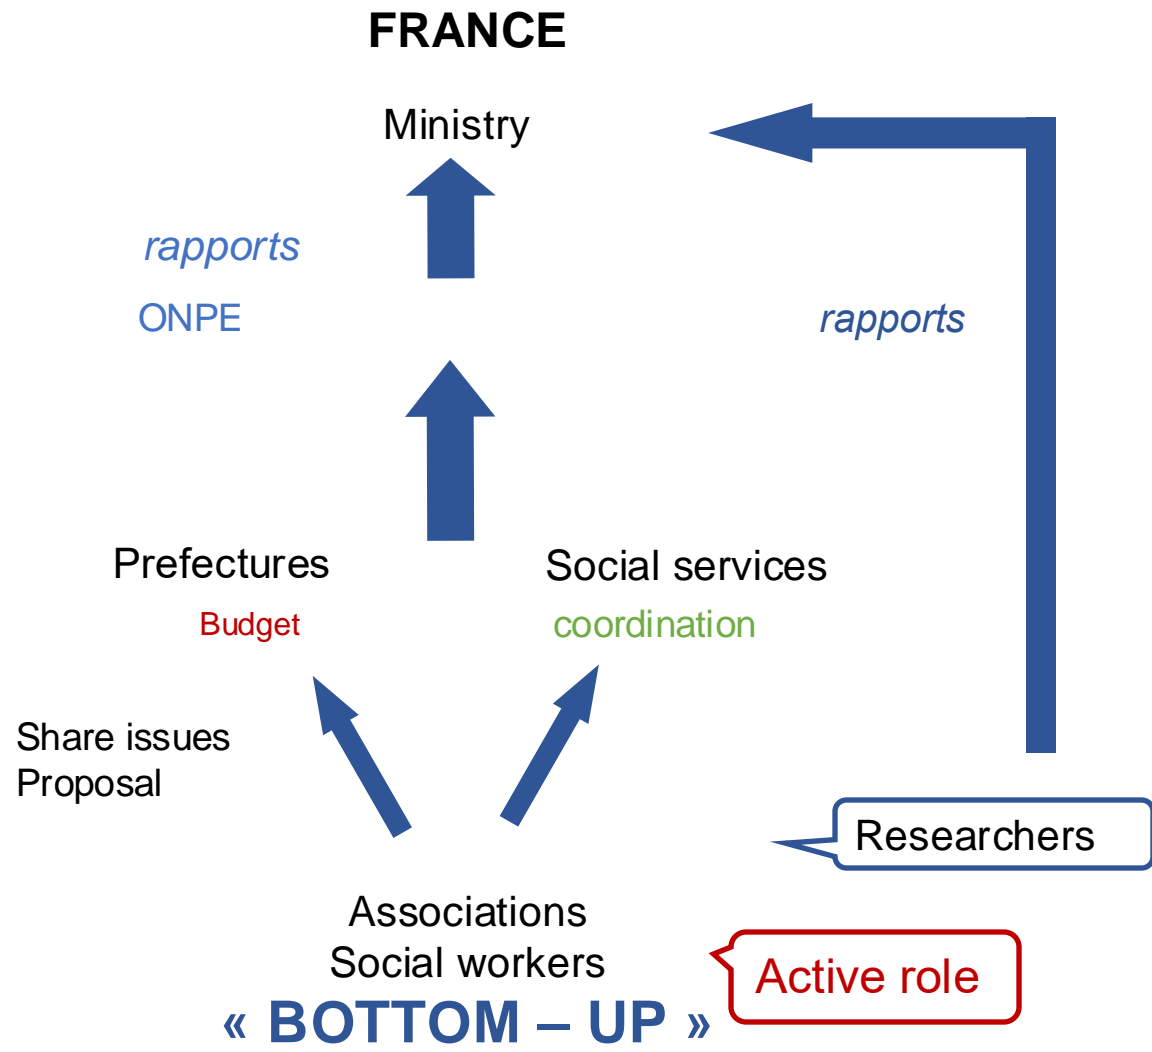 FRANCE
Ministry
rapports
ONPE
rapports
Prefectures
Social services
Budget
coordination
Share issues
Proposal
Researchers
Associations
Social workers
Active role
« BOTTOM – UP »